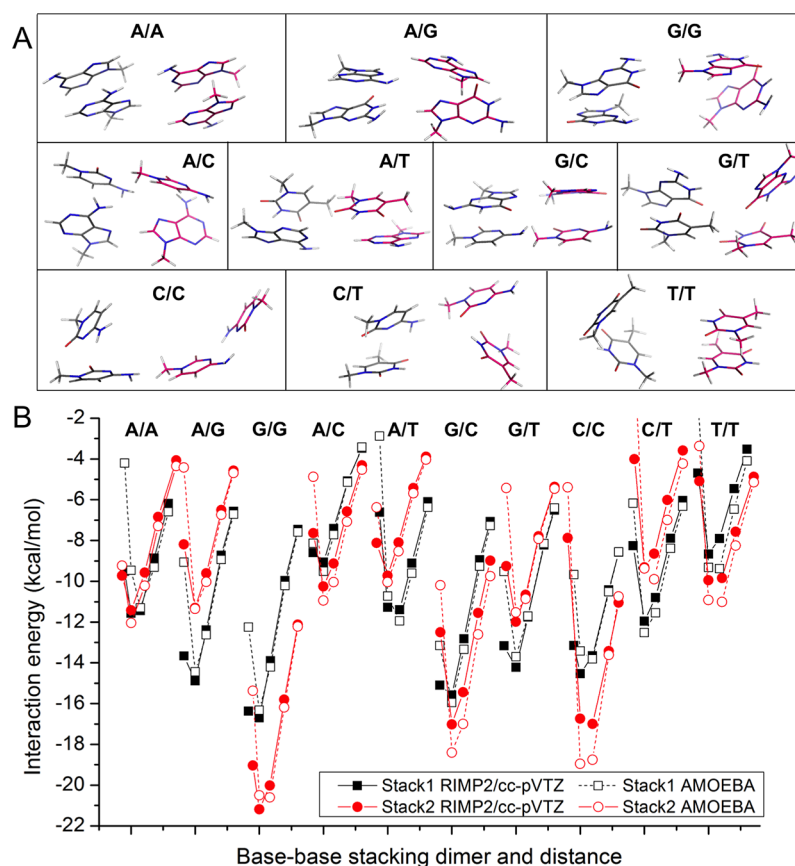 A
A/A A/G G/G
A/C A/T G/C G/T
C/C C/T T/T
B
A/A A/G G/G A/C A/T G/C G/T C/C C/T T/T
-2
-4
-6
-8
-10
-12
-14
-16
-18
-20
-22
Interaction energy (kcal/mol)
Stack1 RIMP2/cc-pVTZ Stack1 AMOEBA
Stack2 RIMP2/cc-pVTZ Stack2 AMOEBA
Base-base stacking dimer and distance